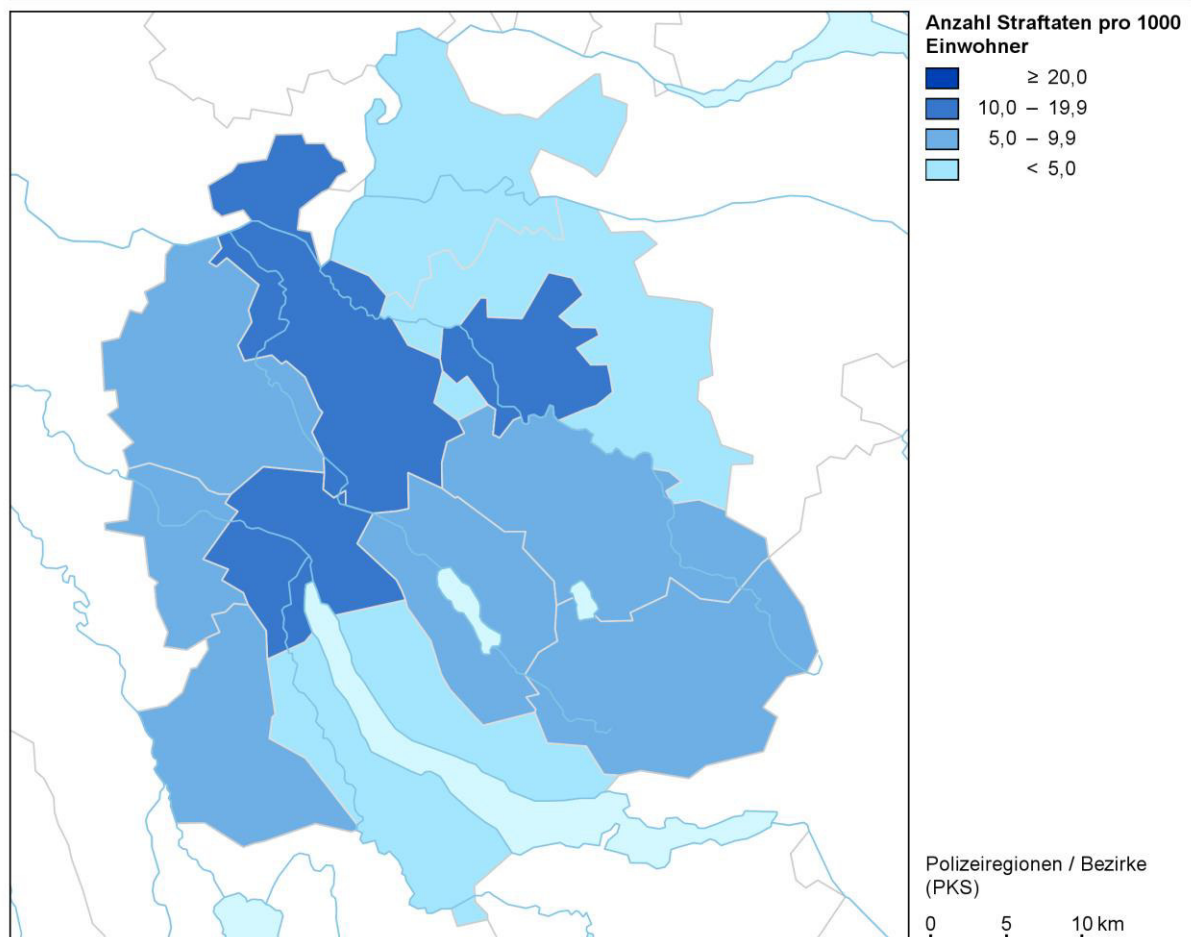 Anzahl Straftaten pro 1000
Einwohner
≥ 20,0
10,0 – 19,9
5,0 – 9,9
< 5,0
Polizeiregionen / Bezirke
(PKS)
0 5 10 km